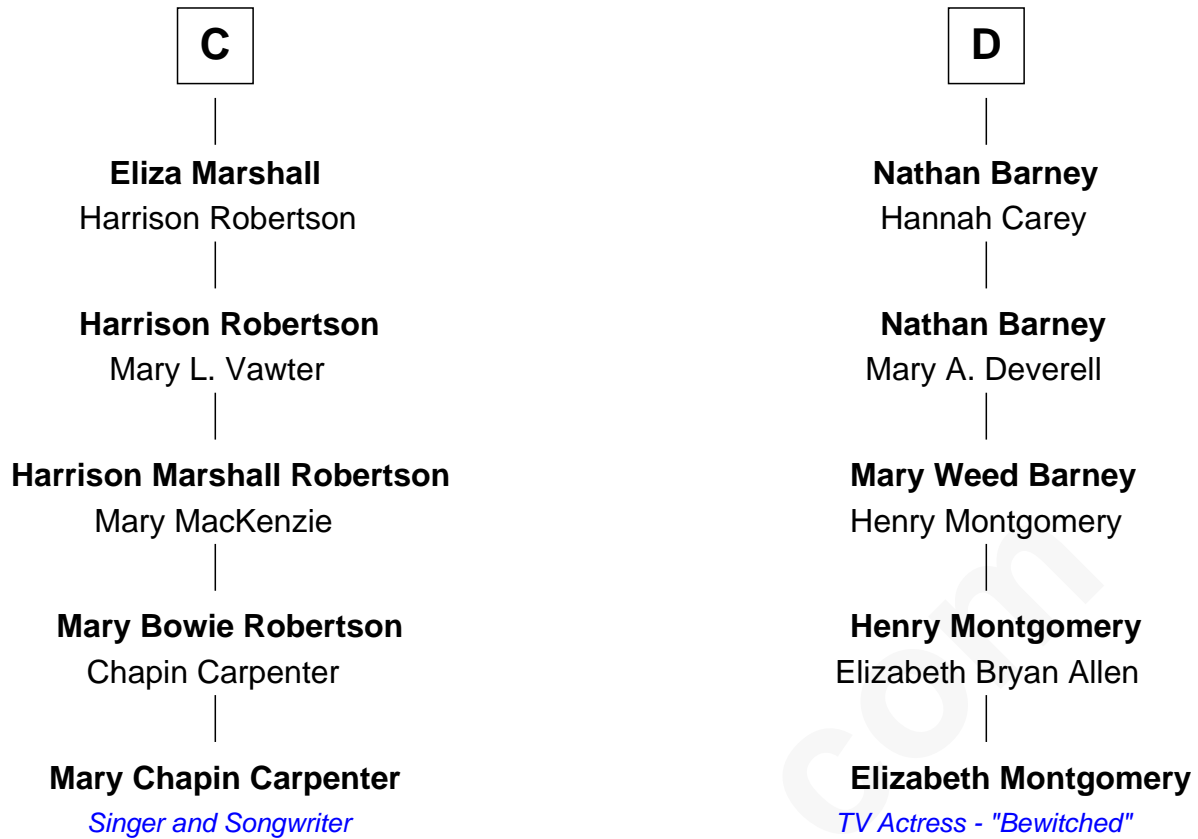 C
Eliza Marshall
Harrison Robertson
Harrison Robertson
Mary L. Vawter
Harrison Marshall Robertson
Mary MacKenzie
Mary Bowie Robertson
Chapin Carpenter
Mary Chapin Carpenter
Singer and Songwriter
D
Nathan Barney
Hannah Carey
Nathan Barney
Mary A. Deverell
Mary Weed Barney
Henry Montgomery
Henry Montgomery
Elizabeth Bryan Allen
Elizabeth Montgomery
TV Actress - "Bewitched"
com